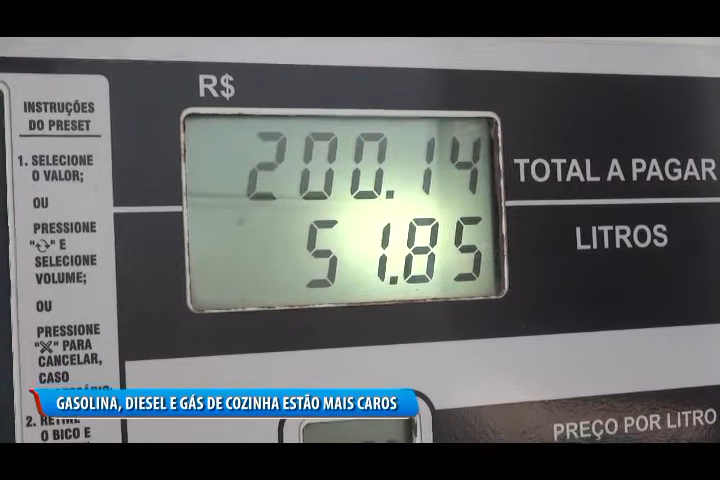 R$
200.14
TOTAL A PAGAR
51.85
LITROS
INSTRUÇÕES
DO PRESET
1. SELECIONE
O VALOR;
OU
PRESSIONE
" " E
SELECIONE
VOLUME;
OU
PRESSIONE
" " PARA
CANCELAR,
CASO
2. RETIRE
O BICO E
GASOLINA, DIESEL E GÁS DE COZINHA ESTÃO MAIS CAROS
PREÇO POR LITRO